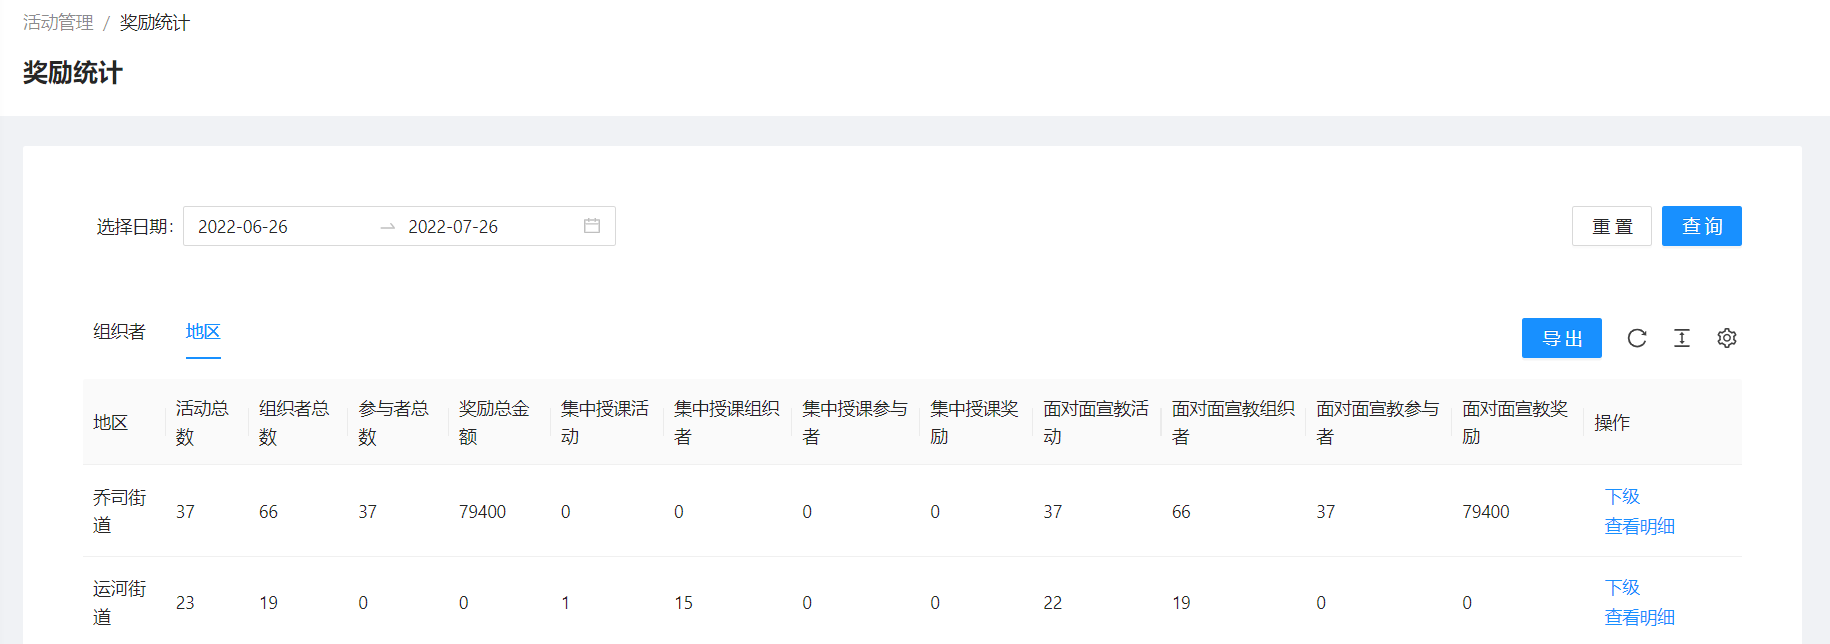 活动管理 / 奖励统计
奖励统计
选择日期: 2022-06-26 → 2022-07-26 重置 查询
组织者 地区 导出
地区 活动总数 组织者总数 参与者总数 奖励总金额 集中授课活动 集中授课组织者 集中授课参与者 集中授课奖励 面对面宣教活动 面对面宣教组织者 面对面宣教参与者 面对面宣教奖励 操作
乔司街道 37 66 37 79400 0 0 0 0 37 66 37 79400 下级 查看明细
运河街道 23 19 0 0 1 15 0 0 22 19 0 0 下级 查看明细